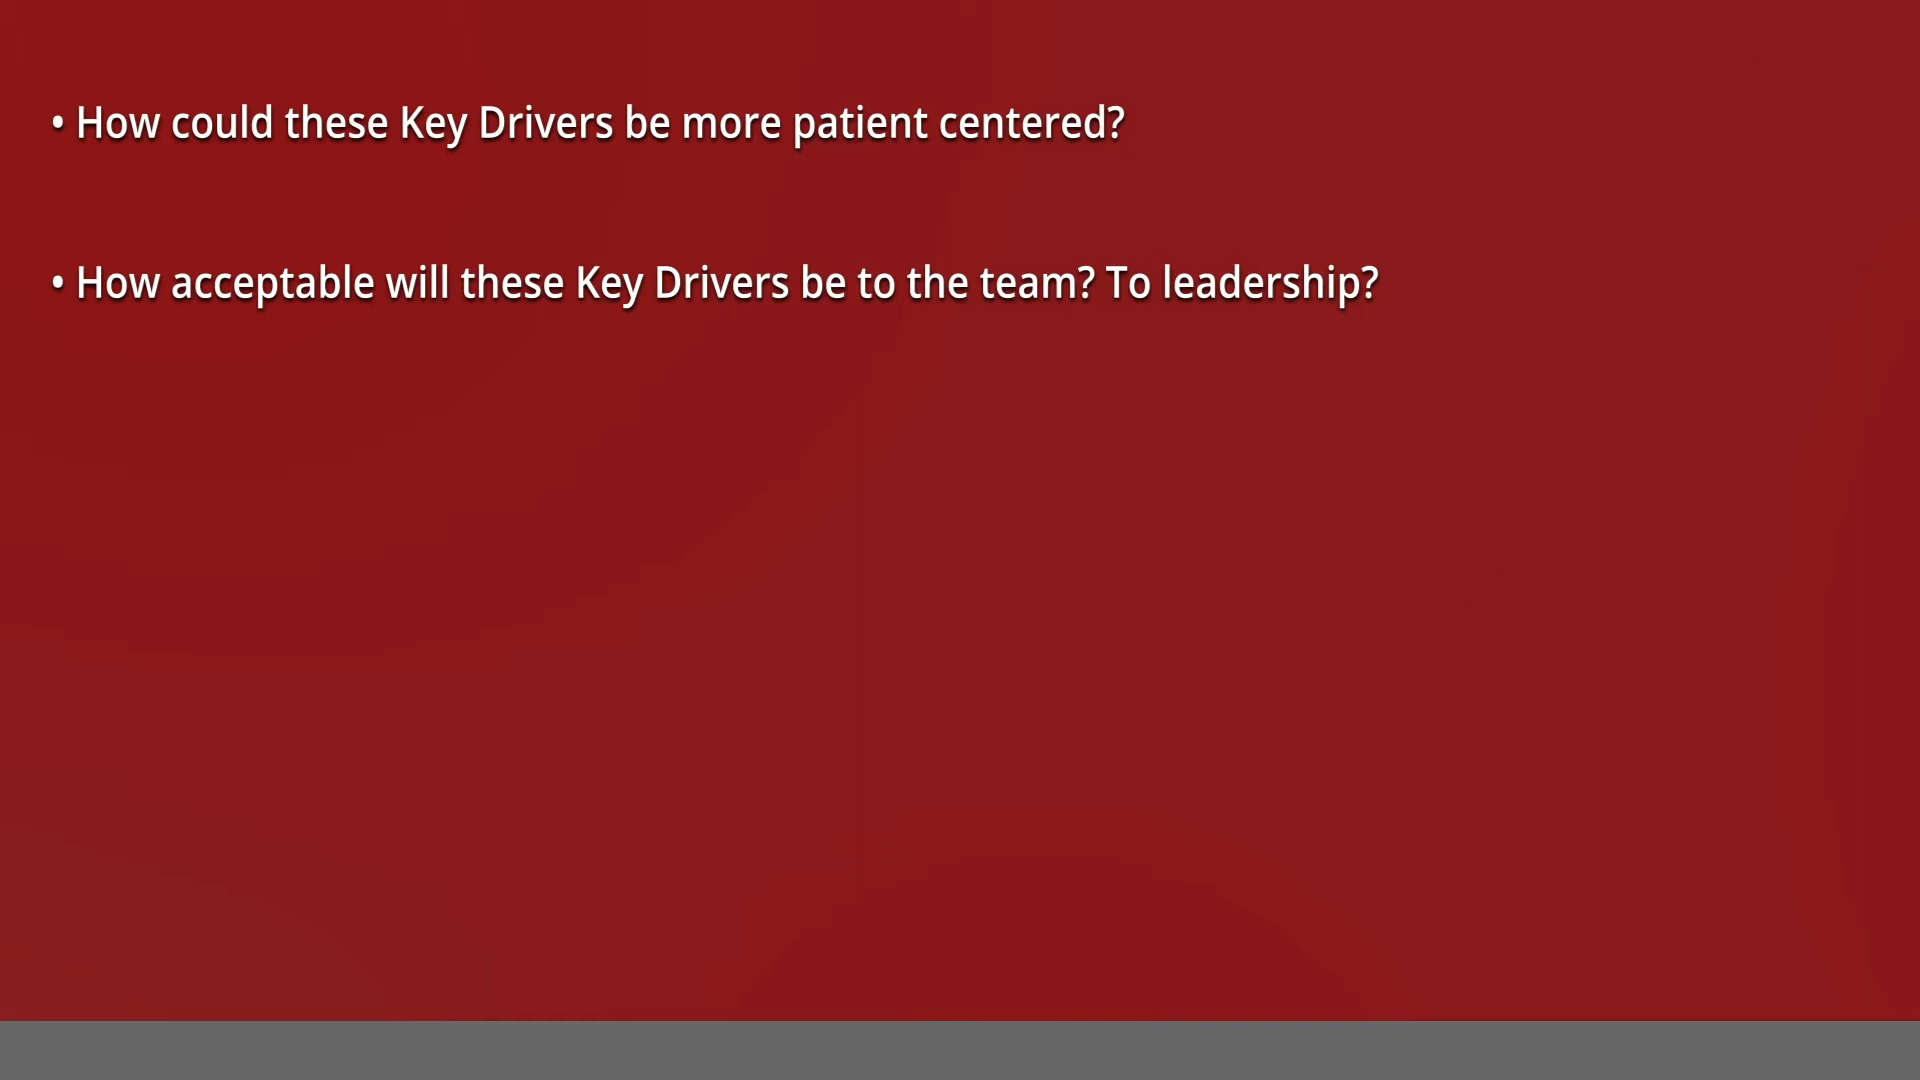 • How could these Key Drivers be more patient centered?
• How acceptable will these Key Drivers be to the team? To leadership?